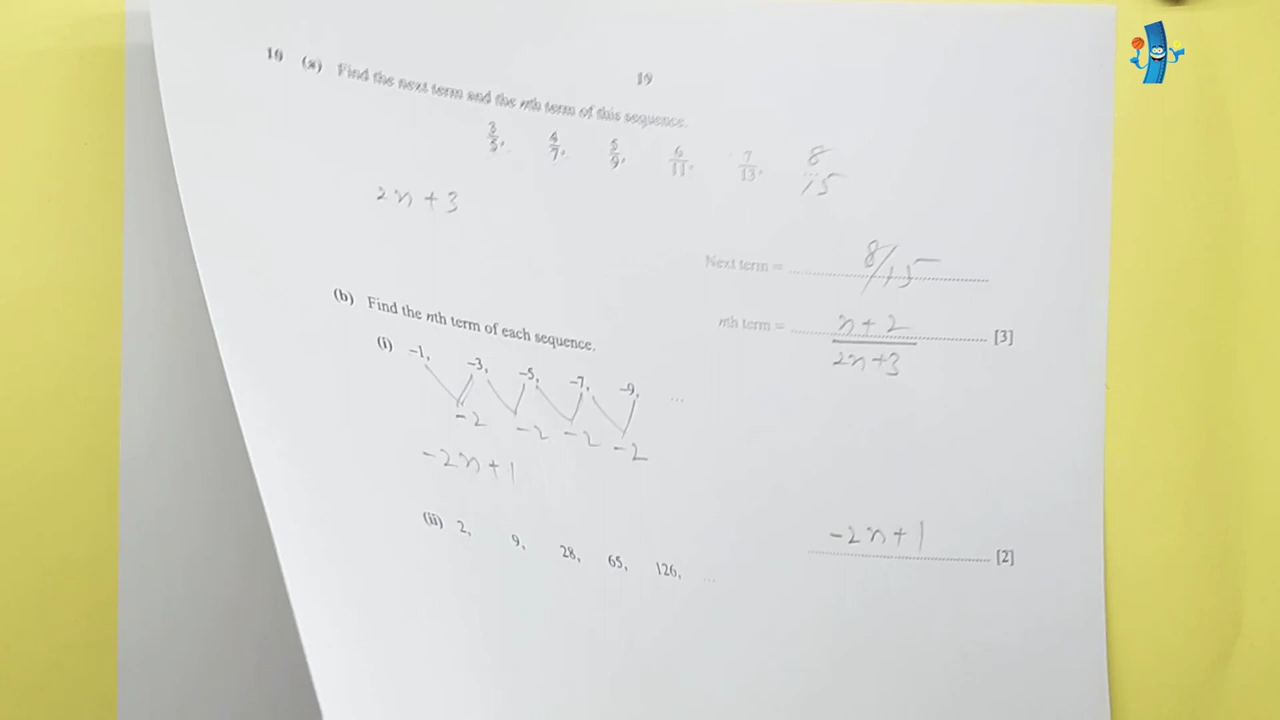 19
10 (a) Find the next term and the nth term of this sequence.
3/5, 4/7, 5/9, 6/11, 7/13, 8/15
2n + 3
Next term = 8/15
nth term = n + 2 / 2n + 3 [3]
(b) Find the nth term of each sequence.
(i) -1, -3, -5, -7, -9, ...
-2 -2 -2 -2
-2n + 1
-2n + 1 [2]
(ii) 2, 9, 28, 65, 126, ...